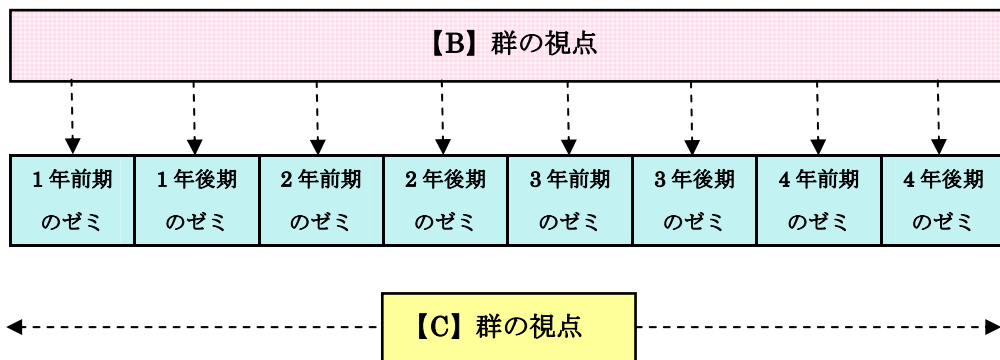 【B】群の視点
1年前期
のゼミ
1年後期
のゼミ
2年前期
のゼミ
2年後期
のゼミ
3年前期
のゼミ
3年後期
のゼミ
4年前期
のゼミ
4年後期
のゼミ
【C】群の視点